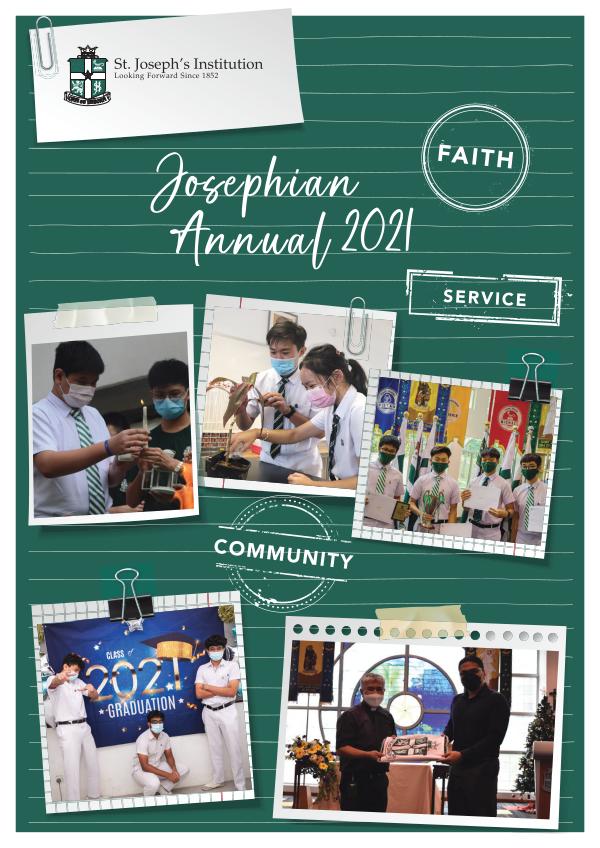 St. Joseph's Institution
Looking Forward Since 1852
FAITH
Josephian
Annual 2021
SERVICE
COMMUNITY
CLASS of
2021
GRADUATION